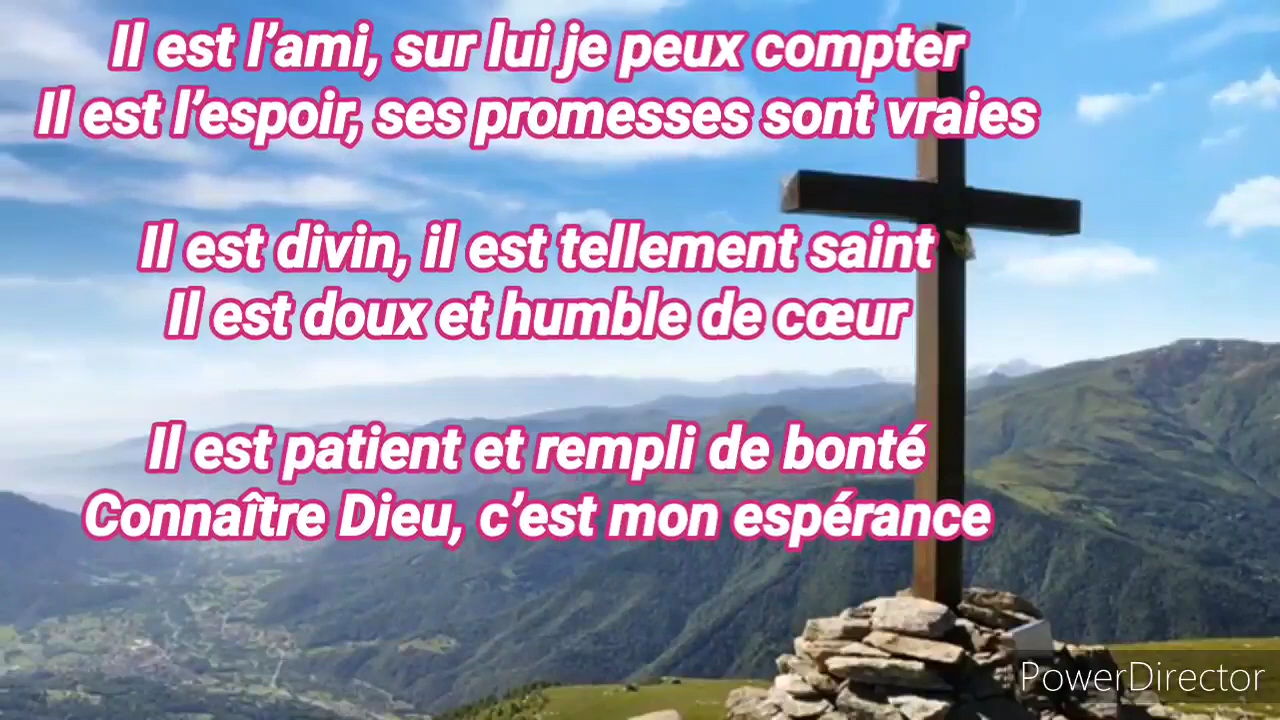 Il est l’ami, sur lui je peux compter
Il est l’espoir, ses promesses sont vraies
Il est divin, il est tellement saint
Il est doux et humble de cœur
Il est patient et rempli de bonté
Connaître Dieu, c’est mon espérance
PowerDirector